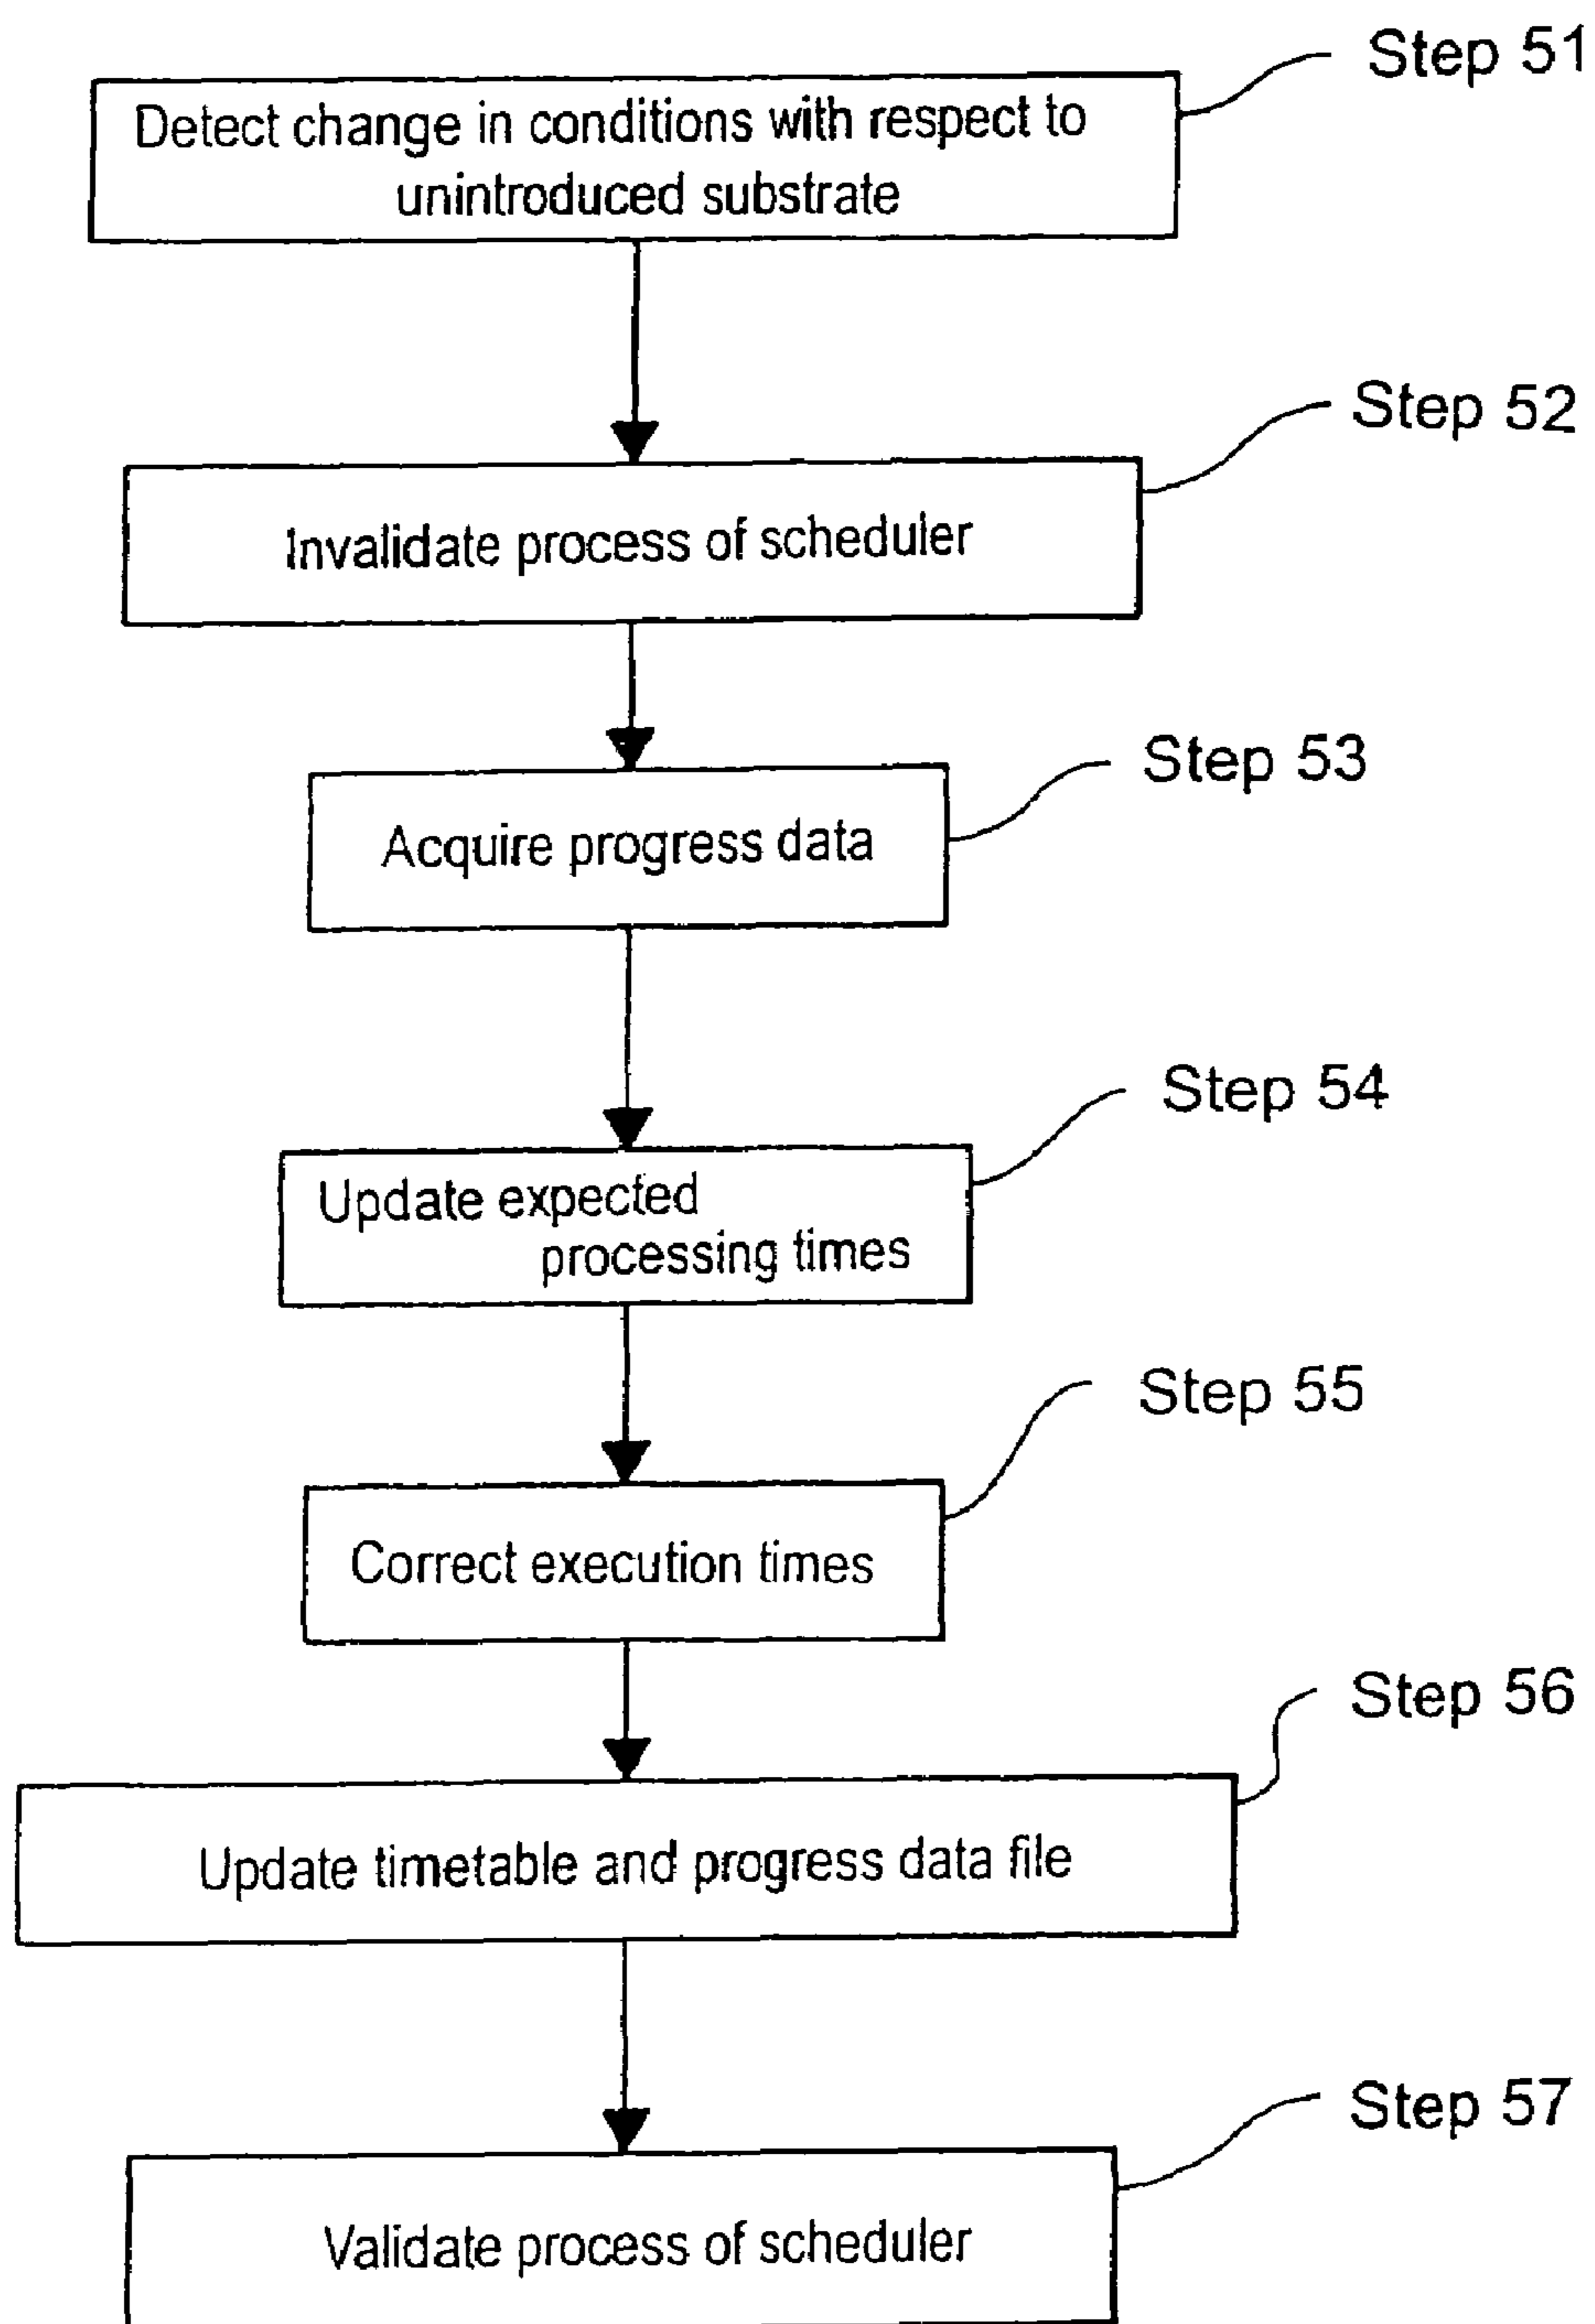 Step 51
Detect change in conditions with respect to
unintroduced substrate
Step 52
Invalidate process of scheduler
Step 53
Acquire progress data
Step 54
Update expected
processing times
Step 55
Correct execution times
Step 56
Update timetable and progress data file
Step 57
Validate process of scheduler